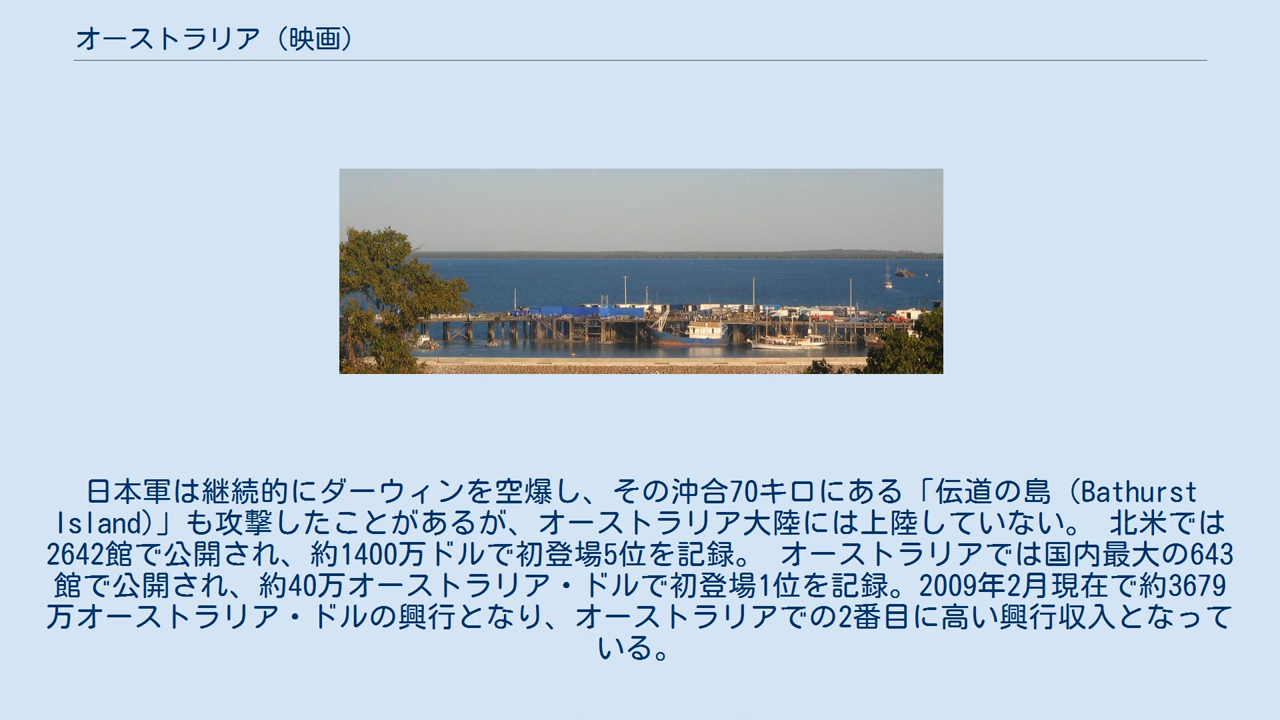 オーストラリア（映画）
日本軍は継続的にダーウィンを空爆し、その沖合70キロにある「伝道の島（Bathurst
Island)」も攻撃したことがあるが、オーストラリア大陸には上陸していない。 北米では
2642館で公開され、約1400万ドルで初登場5位を記録。 オーストラリアでは国内最大の643
館で公開され、約40万オーストラリア・ドルで初登場1位を記録。2009年2月現在で約3679
万オーストラリア・ドルの興行となり、オーストラリアでの2番目に高い興行収入となって
いる。